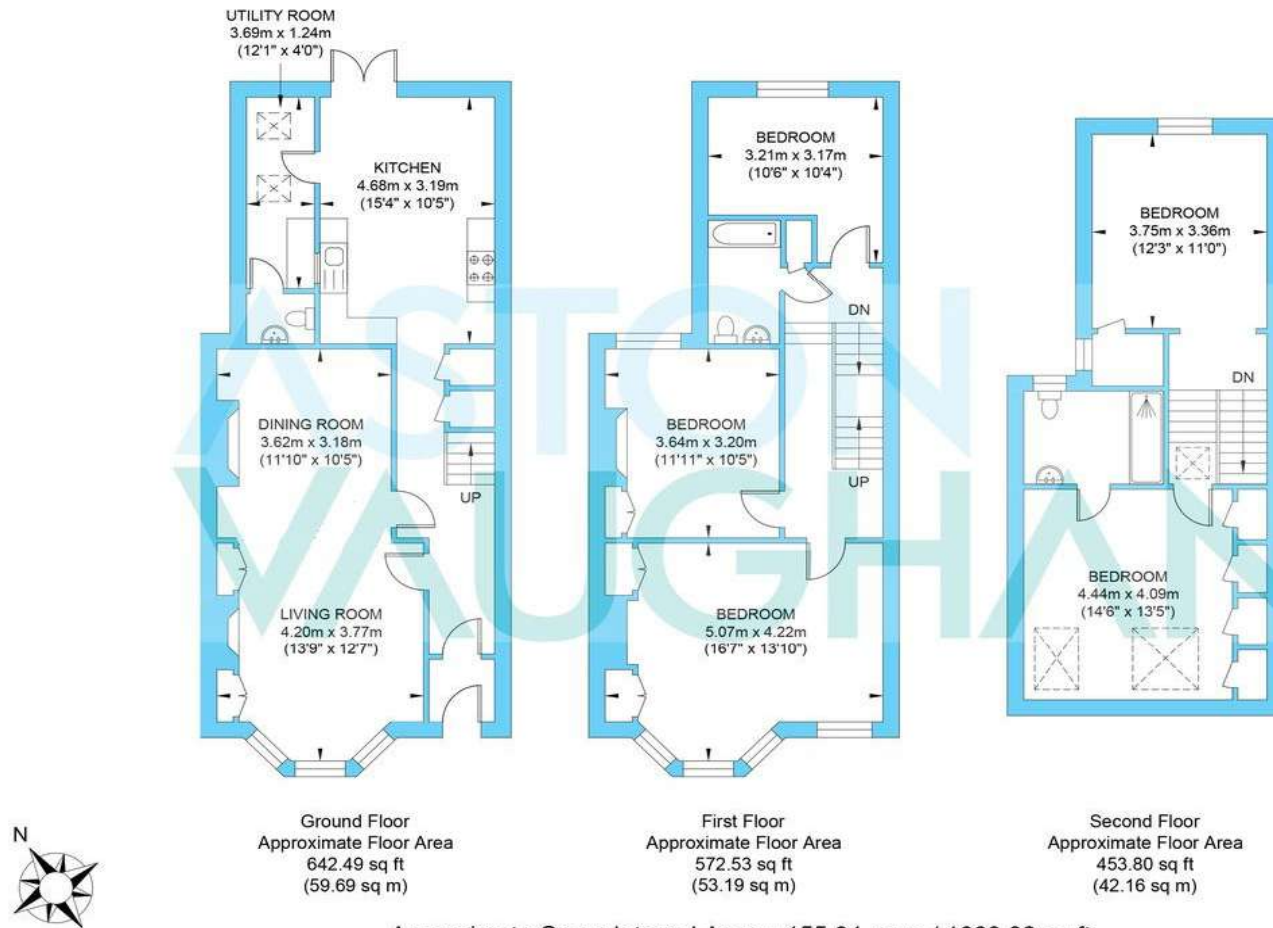 UTILITY ROOM
3.69m x 1.24m
(12'1" x 4'0")
KITCHEN
4.68m x 3.19m
(15'4" x 10'5")
DINING ROOM
3.62m x 3.18m
(11'10" x 10'5")
UP
LIVING ROOM
4.20m x 3.77m
(13'9" x 12'7")
BEDROOM
3.21m x 3.17m
(10'6" x 10'4")
DN
BEDROOM
3.64m x 3.20m
(11'11" x 10'5")
UP
BEDROOM
5.07m x 4.22m
(16'7" x 13'10")
BEDROOM
3.75m x 3.36m
(12'3" x 11'0")
DN
BEDROOM
4.44m x 4.09m
(14'6" x 13'5")
ASTON
VAUGHAN
Ground Floor
Approximate Floor Area
642.49 sq ft
(59.69 sq m)
First Floor
Approximate Floor Area
572.53 sq ft
(53.19 sq m)
Second Floor
Approximate Floor Area
453.80 sq ft
(42.16 sq m)
N